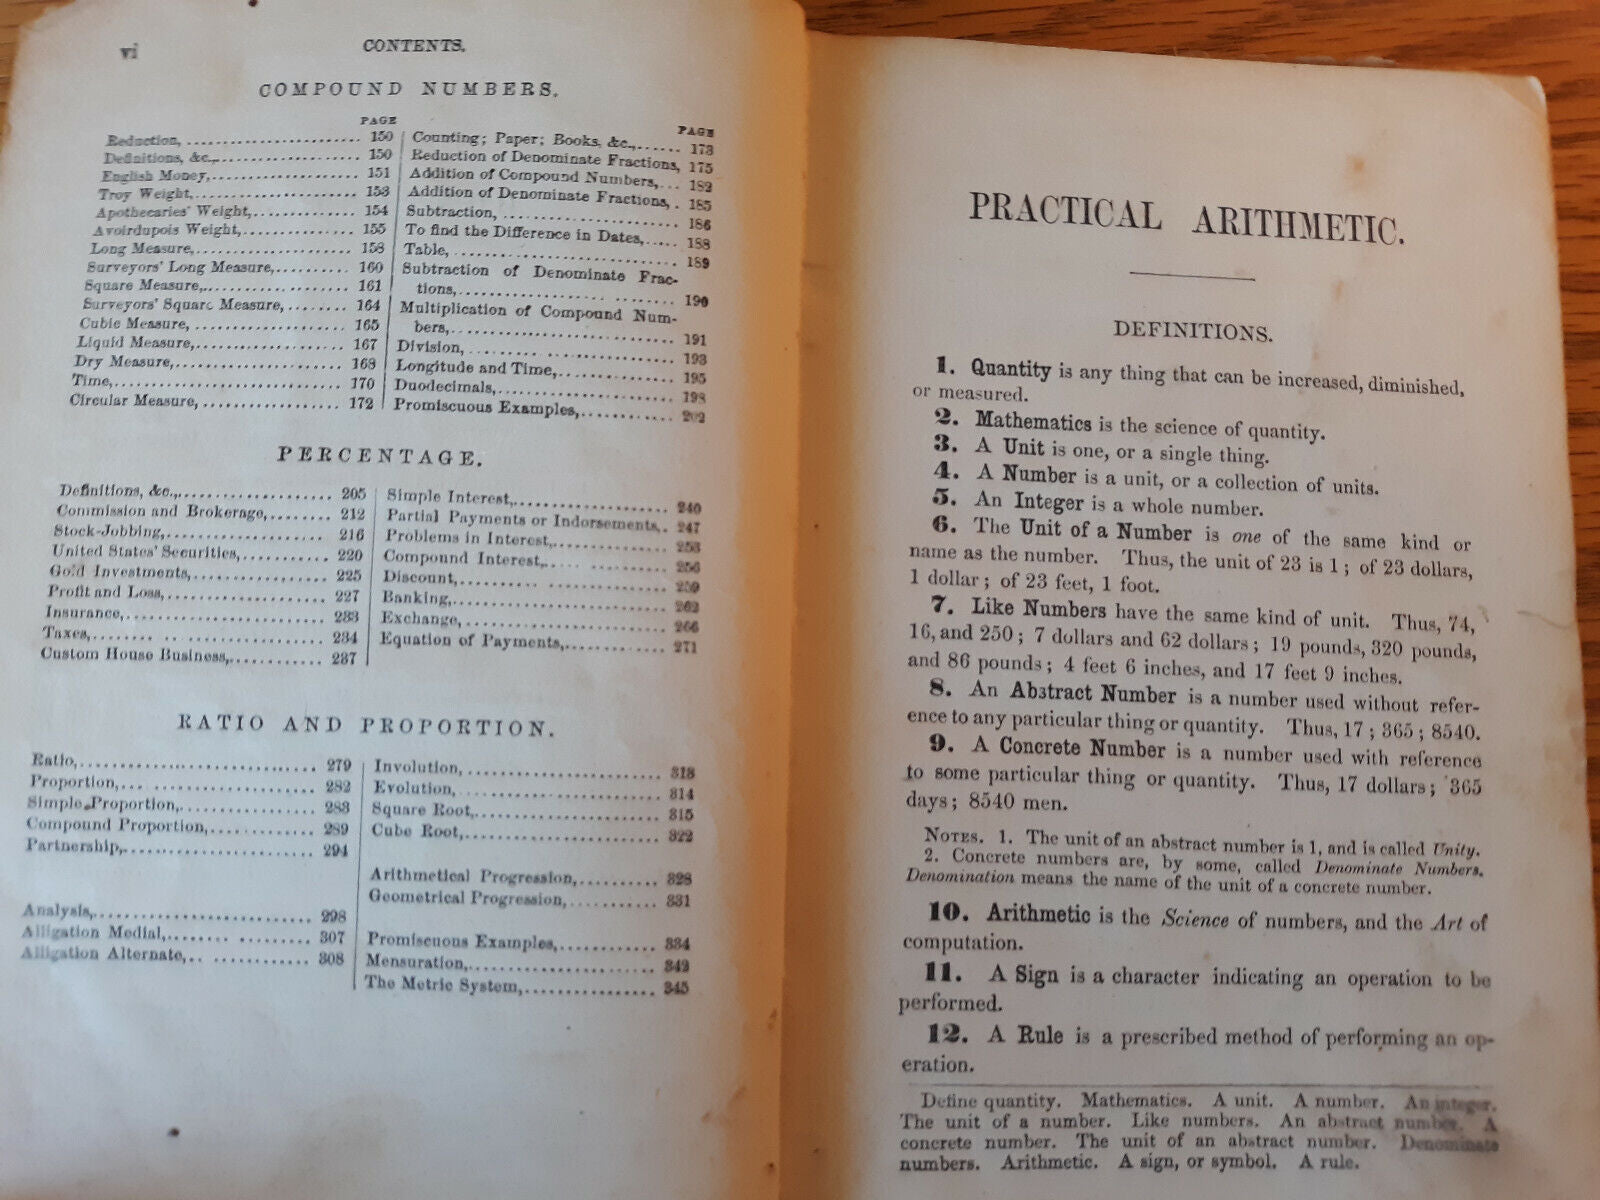 vi
CONTENTS.
COMPOUND NUMBERS.
PAGE
Reduction, 150
Definitions, &c., 150
English Money, 151
Troy Weight, 153
Apothecaries' Weight, 154
Avoirdupois Weight, 155
Long Measure, 158
Surveyors' Long Measure, 160
Square Measure, 161
Surveyors' Square Measure, 164
Cubic Measure, 165
Liquid Measure, 167
Dry Measure, 168
Time, 170
Circular Measure, 172
PAGE
Counting; Paper; Books, &c., 173
Reduction of Denominate Fractions, 175
Addition of Compound Numbers, 182
Addition of Denominate Fractions, 185
Subtraction, 186
To find the Difference in Dates, 188
Table, 189
Subtraction of Denominate Frac-
tions, 190
Multiplication of Compound Num-
bers, 191
Division, 193
Longitude and Time, 195
Duodecimals, 198
Promiscuous Examples, 202
PERCENTAGE.
Definitions, &c., 205
Commission and Brokerage, 212
Stock-Jobbing, 216
United States' Securities, 220
Gold Investments, 225
Profit and Loss, 227
Insurance, 233
Taxes, 234
Custom House Business, 237
Simple Interest, 240
Partial Payments or Indorsements, 247
Problems in Interest, 253
Compound Interest, 256
Discount, 259
Banking, 262
Exchange, 266
Equation of Payments, 271
RATIO AND PROPORTION.
Ratio, 279
Proportion, 282
Simple Proportion, 283
Compound Proportion, 289
Partnership, 294
Analysis, 298
Alligation Medial, 307
Alligation Alternate, 308
Involution, 313
Evolution, 314
Square Root, 315
Cube Root, 322
Arithmetical Progression, 328
Geometrical Progression, 331
Promiscuous Examples, 334
Mensuration, 342
The Metric System, 345
PRACTICAL ARITHMETIC.
DEFINITIONS.
1. Quantity is any thing that can be increased, diminished,
or measured.
2. Mathematics is the science of quantity.
3. A Unit is one, or a single thing.
4. A Number is a unit, or a collection of units.
5. An Integer is a whole number.
6. The Unit of a Number is one of the same kind or
name as the number. Thus, the unit of 23 is 1; of 23 dollars,
1 dollar; of 23 feet, 1 foot.
7. Like Numbers have the same kind of unit. Thus, 74,
16, and 250; 7 dollars and 62 dollars; 19 pounds, 320 pounds,
and 86 pounds; 4 feet 6 inches, and 17 feet 9 inches.
8. An Abstract Number is a number used without refer-
ence to any particular thing or quantity. Thus, 17; 365; 8540.
9. A Concrete Number is a number used with reference
to some particular thing or quantity. Thus, 17 dollars; 365
days; 8540 men.
NOTES. 1. The unit of an abstract number is 1, and is called Unity.
2. Concrete numbers are, by some, called Denominate Numbers.
Denomination means the name of the unit of a concrete number.
10. Arithmetic is the Science of numbers, and the Art of
computation.
11. A Sign is a character indicating an operation to be
performed.
12. A Rule is a prescribed method of performing an op-
eration.
Define quantity. Mathematics. A unit. A number. An integer.
The unit of a number. Like numbers. An abstract number. A
concrete number. The unit of an abstract number. Denominate
numbers. Arithmetic. A sign, or symbol. A rule.